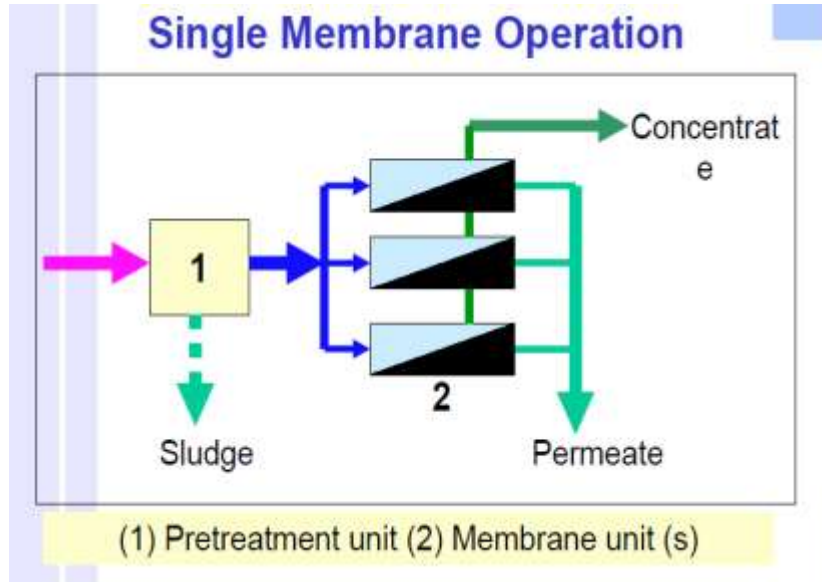 Single Membrane Operation
Concentrat
e
1
2
Sludge
Permeate
(1) Pretreatment unit (2) Membrane unit (s)